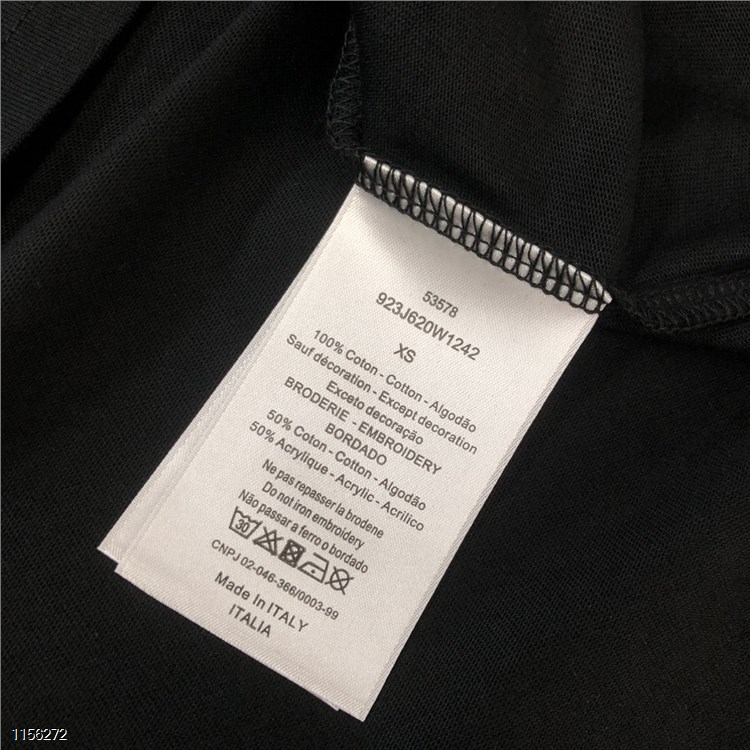 53578
923J620W1242
XS
100% Coton - Cotton - Algodão
Sauf décoration - Except decoration
Exceto decoração
BRODERIE - EMBROIDERY
BORDADO
50% Coton - Cotton - Algodão
50% Acrylique - Acrylic - Acrilico
Ne pas repasser la brodene
Do not iron embroidery
Não passar a ferro o bordado
30
CNPJ 02-046-366/0003-99
Made In ITALY
ITALIA
1156272